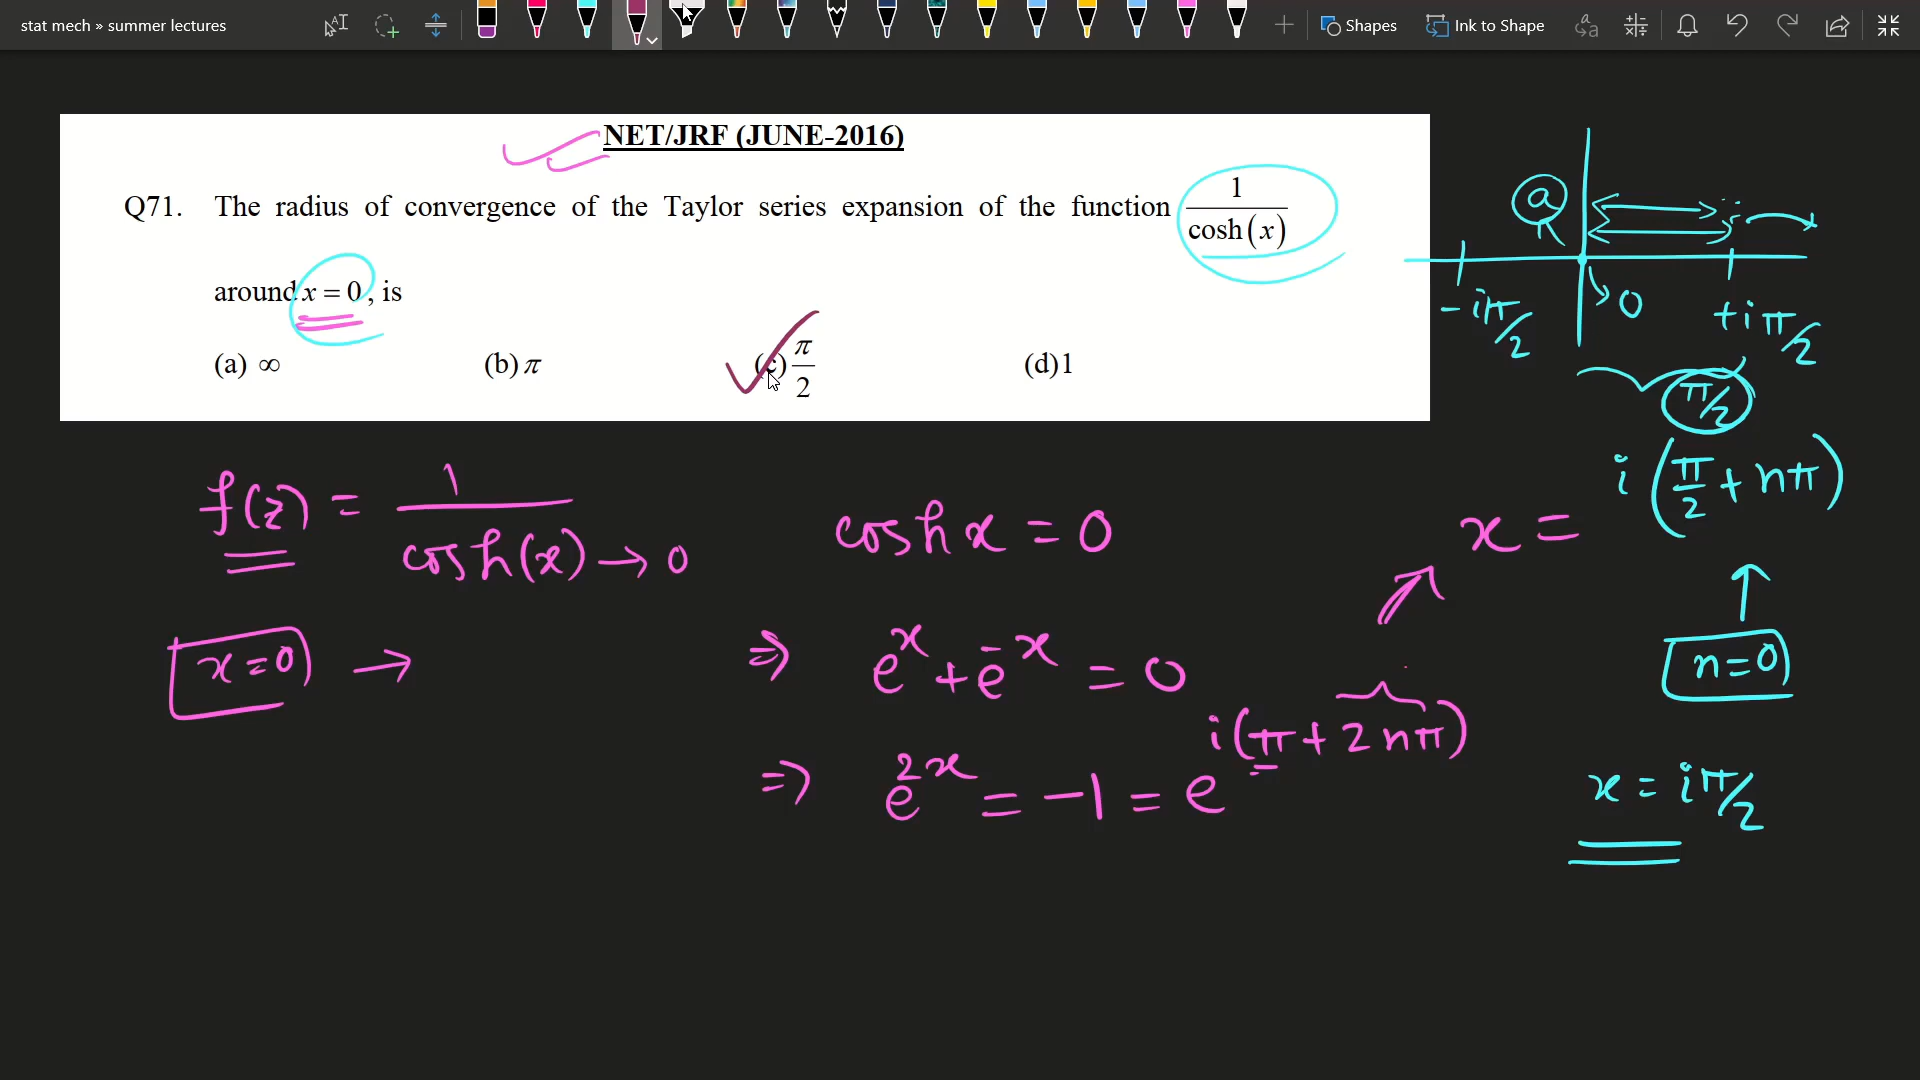 stat mech » summer lectures
Shapes
Ink to Shape
NET/JRF (JUNE-2016)
Q71. The radius of convergence of the Taylor series expansion of the function 1/cosh(x)
around x = 0, is
(a) ∞ (b) π (c) π/2 (d) 1
0
-iπ/2
+iπ/2
π/2
f(z) = 1/cosh(x) → 0
x=0 →
cosh x = 0
⇒ e^x + e^-x = 0
⇒ e^2x = -1 = e^i(π + 2nπ)
x = i(π/2 + nπ)
n=0
x = iπ/2